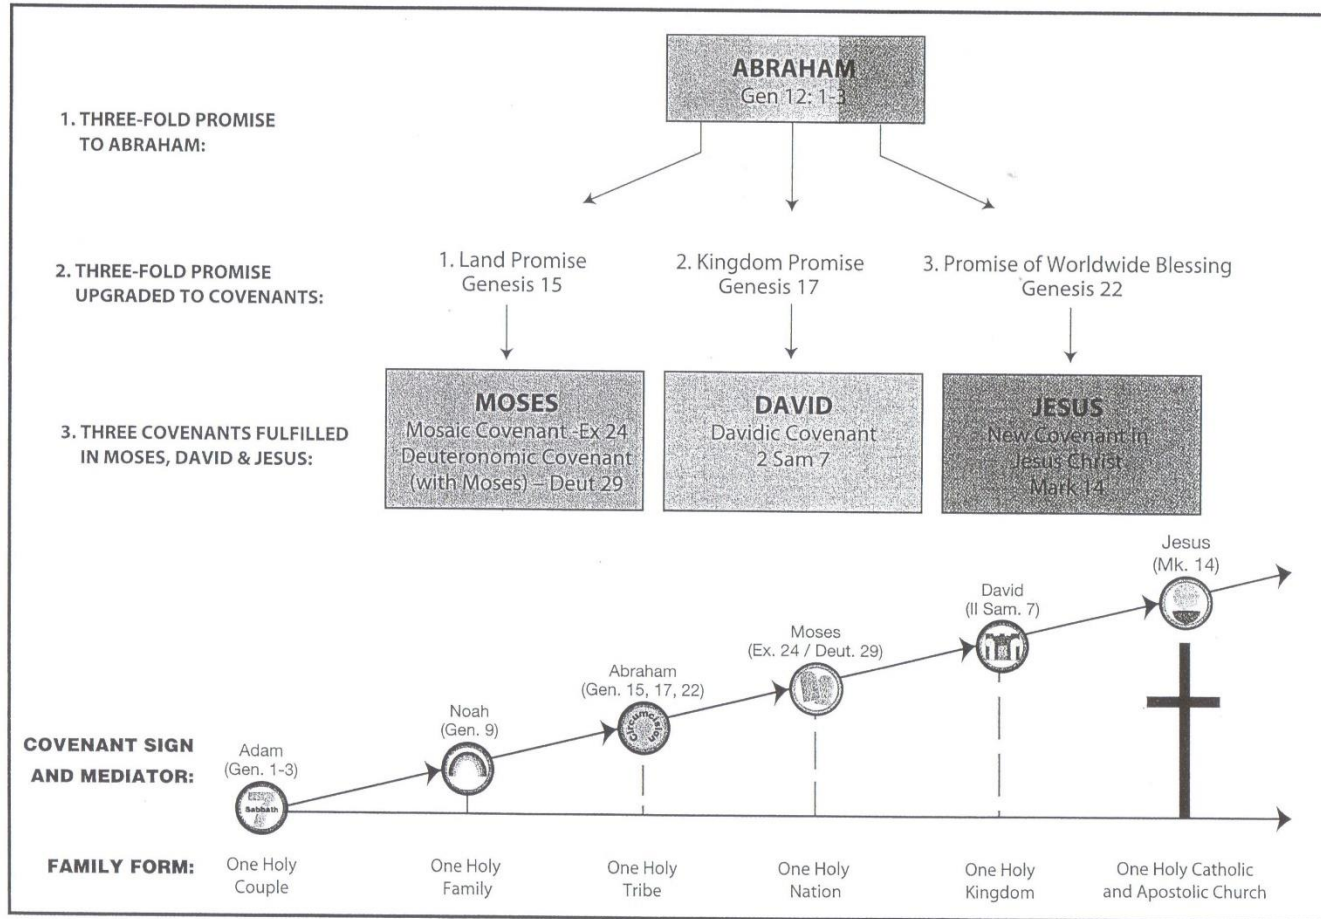 ABRAHAM
Gen 12: 1-3
1. THREE-FOLD PROMISE
TO ABRAHAM:
2. THREE-FOLD PROMISE
UPGRADED TO COVENANTS:
1. Land Promise
Genesis 15
2. Kingdom Promise
Genesis 17
3. Promise of Worldwide Blessing
Genesis 22
3. THREE COVENANTS FULFILLED
IN MOSES, DAVID & JESUS:
MOSES
Mosaic Covenant -Ex 24
Deuteronomic Covenant
(with Moses) – Deut 29
DAVID
Davidic Covenant
2 Sam 7
JESUS
New Covenant in
Jesus Christ
Mark 14
COVENANT SIGN
AND MEDIATOR:
Adam
(Gen. 1-3)
7
Sabbath
Noah
(Gen. 9)
Abraham
(Gen. 15, 17, 22)
Circumcision
Moses
(Ex. 24 / Deut. 29)
David
(II Sam. 7)
Jesus
(Mk. 14)
FAMILY FORM:
One Holy
Couple
One Holy
Family
One Holy
Tribe
One Holy
Nation
One Holy
Kingdom
One Holy Catholic
and Apostolic Church